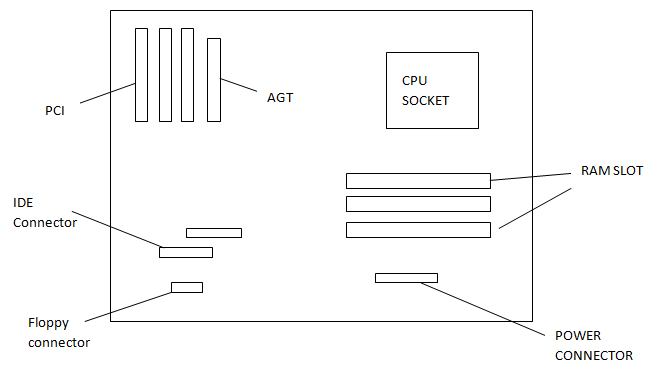 CPU
SOCKET
AGT
PCI
RAM SLOT
IDE
Connector
Floppy
connector
POWER
CONNECTOR